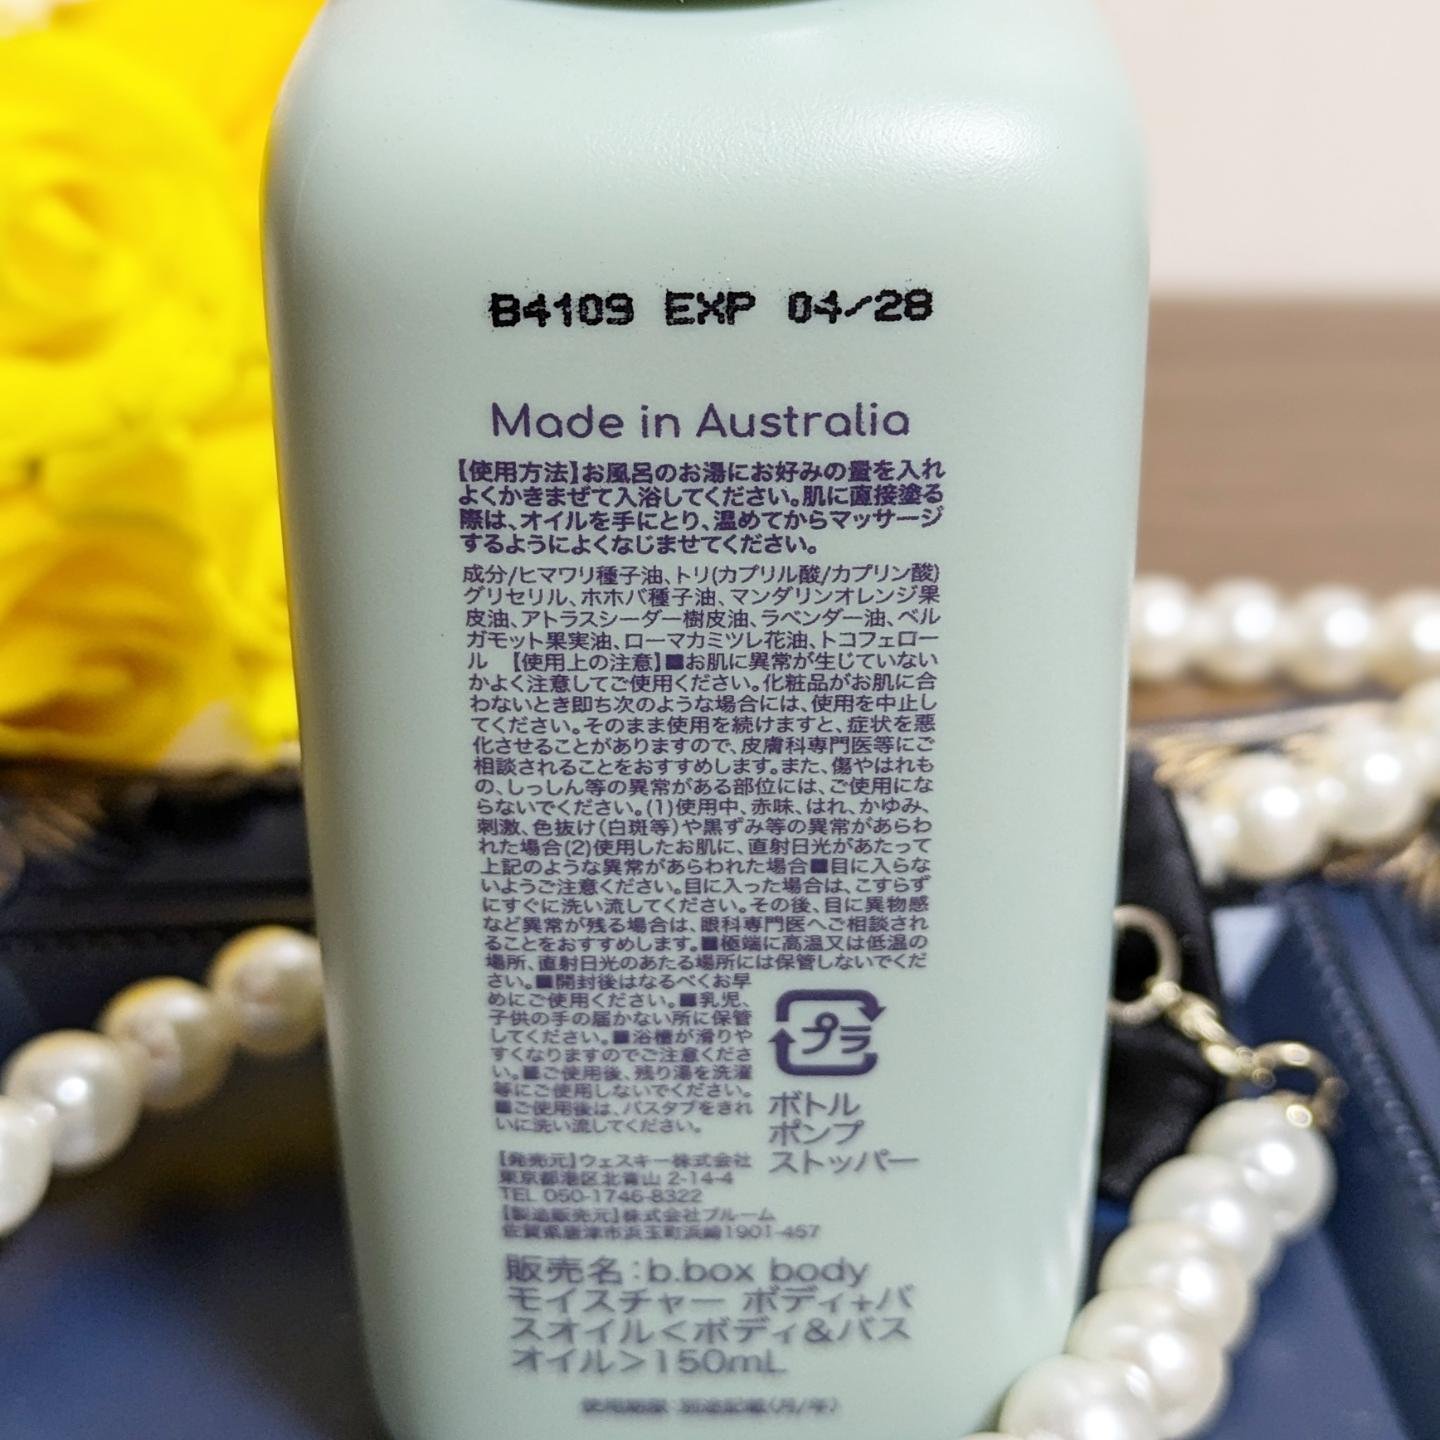 B4109 EXP 04/28
Made in Australia
【使用方法】お風呂のお湯にお好みの量を入れ
よくかきまぜて入浴してください。肌に直接塗る
際は、オイルを手にとり、温めてからマッサージ
するようによくなじませてください。
成分/ヒマワリ種子油、トリ(カプリル酸/カプリン酸)
グリセリル、ホホバ種子油、マンダリンオレンジ果
皮油、アトラスシーダー樹皮油、ラベンダー油、ベル
ガモット果実油、ローマカミツレ花油、トコフェロー
ル 【使用上の注意】■お肌に異常が生じていない
かよく注意してご使用ください。化粧品がお肌に合
わないとき即ち次のような場合には、使用を中止し
てください。そのまま使用を続けますと、症状を悪
化させることがありますので、皮膚科専門医等にご
相談されることをおすすめします。また、傷やはれも
の、しっしん等の異常がある部位には、ご使用にな
らないでください。(1)使用中、赤味、はれ、かゆみ、
刺激、色抜け(白斑等)や黒ずみ等の異常があらわ
れた場合(2)使用したお肌に、直射日光があたって
上記のような異常があらわれた場合■目に入らな
いようご注意ください。目に入った場合は、こすらず
にすぐに洗い流してください。その後、目に異物感
など異常が残る場合は、眼科専門医へご相談され
ることをおすすめします。■極端に高温又は低温の
場所、直射日光のあたる場所には保管しないでくだ
さい。■開封後はなるべくお早
めにご使用ください。■乳児、
子供の手の届かない所に保管
してください。■浴槽が滑りや
すくなりますのでご注意くださ
い。■ご使用後、残り湯を洗濯
等にご使用しないでください。
■ご使用後は、バスタブをきれ
いに洗い流してください。
プラ
ボトル
ポンプ
ストッパー
【発売元】ウェスキー株式会社
東京都港区北青山 2-14-4
TEL 050-1746-8322
【製造販売元】株式会社ブルーム
佐賀県唐津市浜玉町浜崎1901-457
販売名：b.box body
モイスチャー ボディ+バ
スオイル＜ボディ&バス
オイル＞150mL
使用期限：別途記載(月/年)